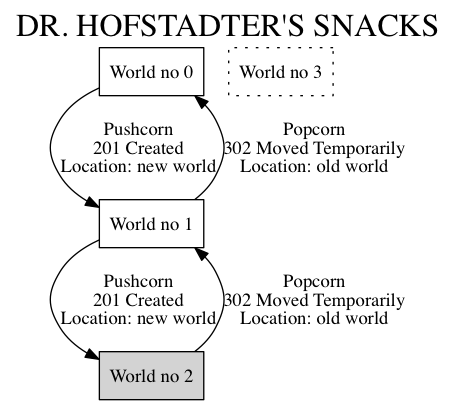 DR. HOFSTADTER'S SNACKS
World no 0
World no 3
Pushcorn
201 Created
Location: new world
Popcorn
302 Moved Temporarily
Location: old world
World no 1
Pushcorn
201 Created
Location: new world
Popcorn
302 Moved Temporarily
Location: old world
World no 2